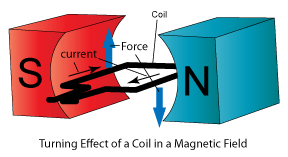 Coil
Force
current
S
N
Turning Effect of a Coil in a Magnetic Field